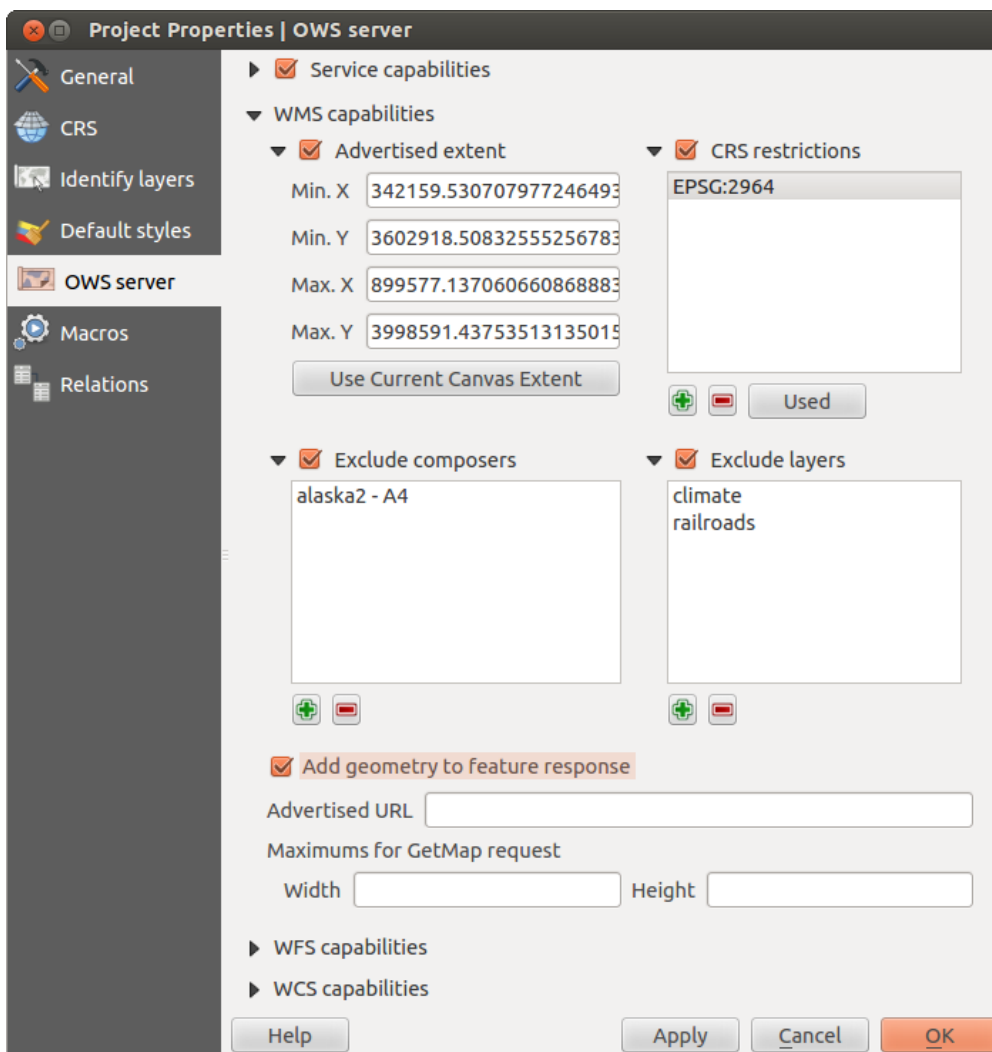 Project Properties | OWS server
General
CRS
Identify layers
Default styles
OWS server
Macros
Relations
Service capabilities
WMS capabilities
Advertised extent
Min. X 342159.530707977246493
Min. Y 3602918.50832555256783
Max. X 899577.137060660868883
Max. Y 3998591.43753513135015
Use Current Canvas Extent
CRS restrictions
EPSG:2964
Used
Exclude composers
alaska2 - A4
Exclude layers
climate
railroads
Add geometry to feature response
Advertised URL
Maximums for GetMap request
Width Height
WFS capabilities
WCS capabilities
Help Apply Cancel OK